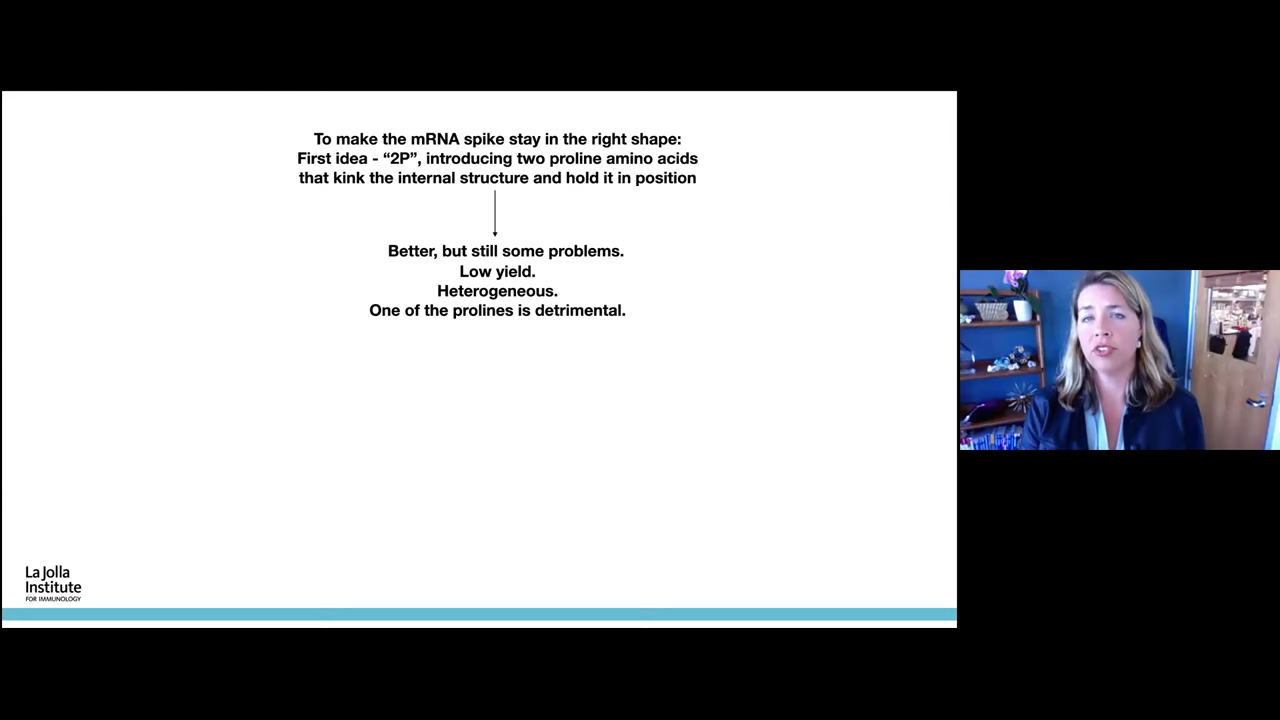 To make the mRNA spike stay in the right shape:
First idea - “2P”, introducing two proline amino acids
that kink the internal structure and hold it in position
Better, but still some problems.
Low yield.
Heterogeneous.
One of the prolines is detrimental.
La Jolla
Institute
FOR IMMUNOLOGY